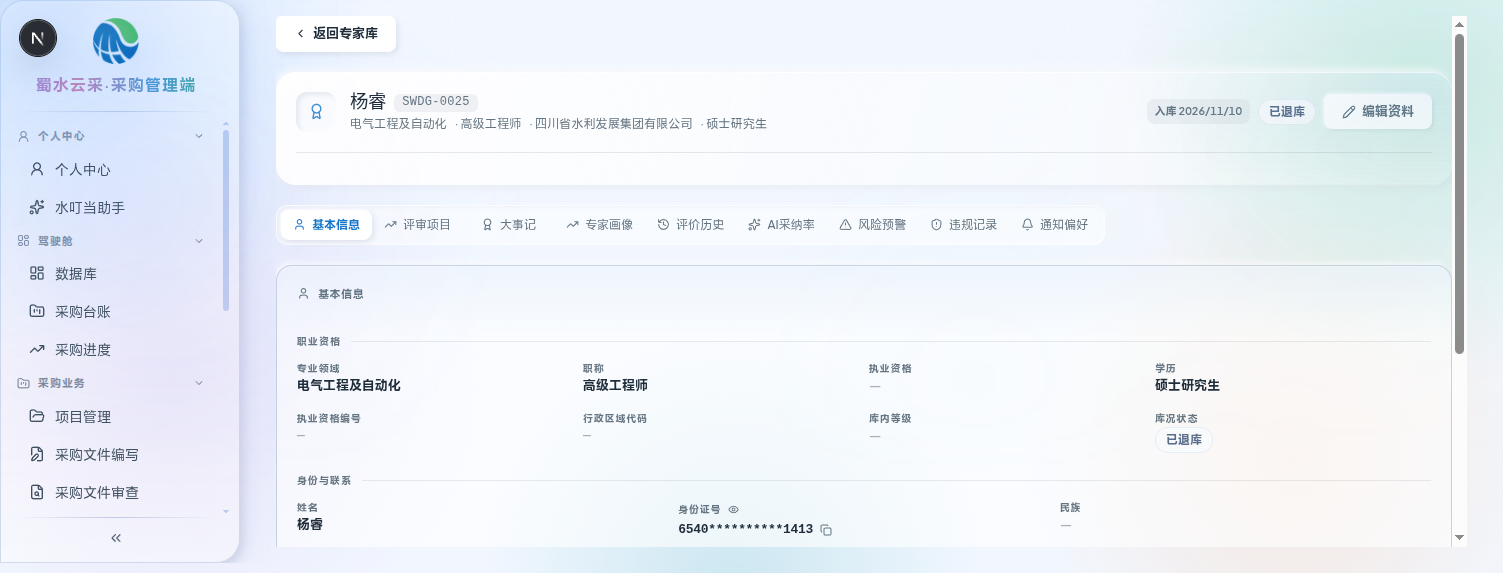 N
蜀水云采·采购管理端
个人中心
个人中心
水叮当助手
驾驶舱
数据库
采购台账
采购进度
采购业务
项目管理
采购文件编写
采购文件审查
返回专家库
杨睿 SWDG-0025
电气工程及自动化 ·高级工程师 ·四川省水利发展集团有限公司 ·硕士研究生
入库 2026/11/10 已退库 编辑资料
基本信息 评审项目 大事记 专家画像 评价历史 AI采纳率 风险预警 违规记录 通知偏好
基本信息
职业资格
专业领域 职称 执业资格 学历
电气工程及自动化 高级工程师 — 硕士研究生
执业资格编号 行政区域代码 库内等级 库况状态
— — — 已退库
身份与联系
姓名 身份证号 民族
杨睿 6540**********1413 —